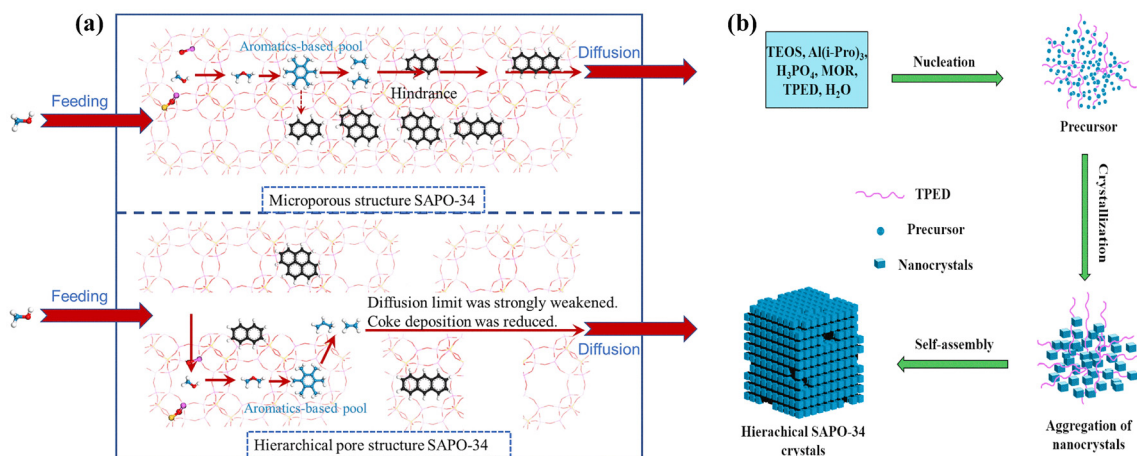 (a)
Aromatics-based pool
Diffusion
Feeding
Hindrance
Microporous structure SAPO-34
Feeding
Diffusion limit was strongly weakened.
Coke deposition was reduced.
Diffusion
Aromatics-based pool
Hierarchical pore structure SAPO-34
(b)
TEOS, Al(i-Pro)₃,
H₃PO₄, MOR,
TPED, H₂O
Nucleation
Precursor
Crystallization
TPED
Precursor
Nanocrystals
Self-assembly
Hierachical SAPO-34
crystals
Aggregation of
nanocrystals